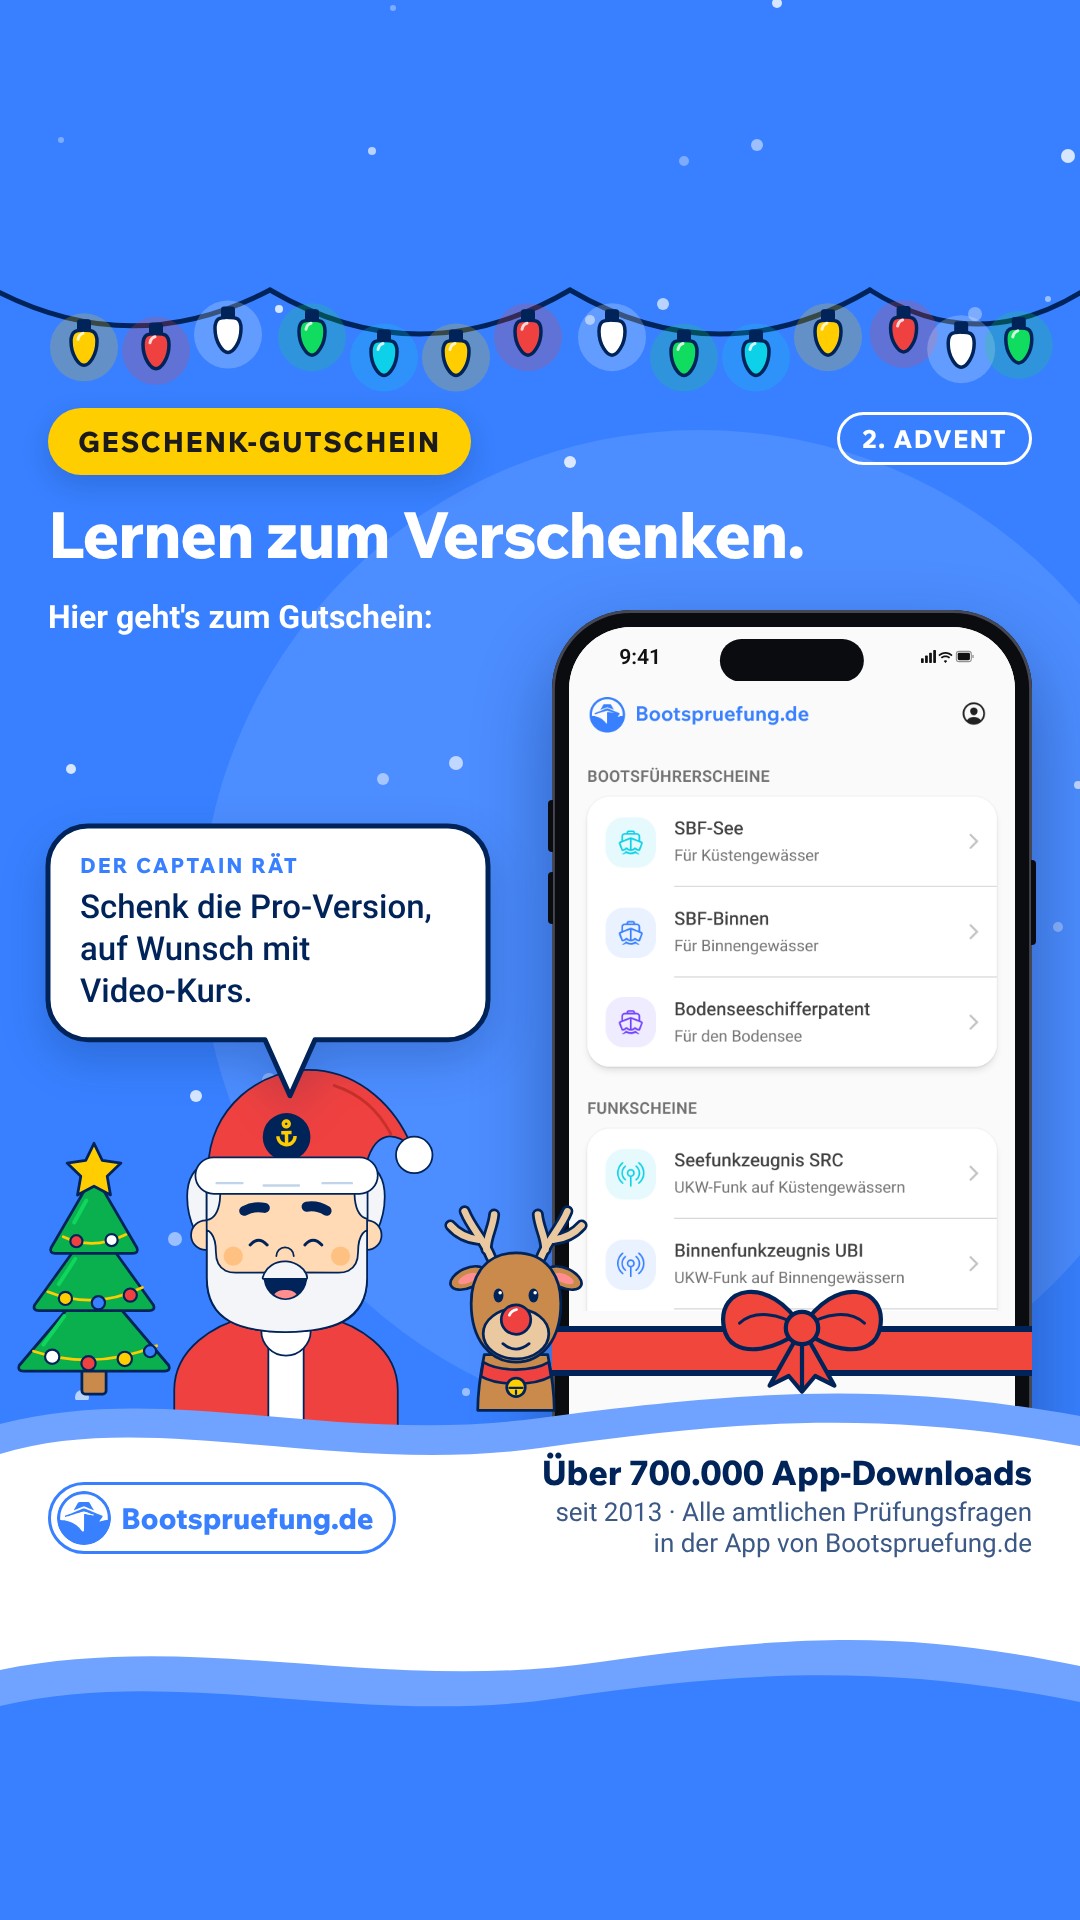 GESCHENK-GUTSCHEIN
2. ADVENT
Lernen zum Verschenken.
Hier geht's zum Gutschein:
9:41
Bootspruefung.de
BOOTSFÜHRERSCHEINE
SBF-See
Für Küstengewässer
SBF-Binnen
Für Binnengewässer
Bodenseeschifferpatent
Für den Bodensee
FUNKSCHEINE
Seefunkzeugnis SRC
UKW-Funk auf Küstengewässern
Binnenfunkzeugnis UBI
UKW-Funk auf Binnengewässern
DER CAPTAIN RÄT
Schenk die Pro-Version,
auf Wunsch mit
Video-Kurs.
Bootspruefung.de
Über 700.000 App-Downloads
seit 2013 · Alle amtlichen Prüfungsfragen
in der App von Bootspruefung.de